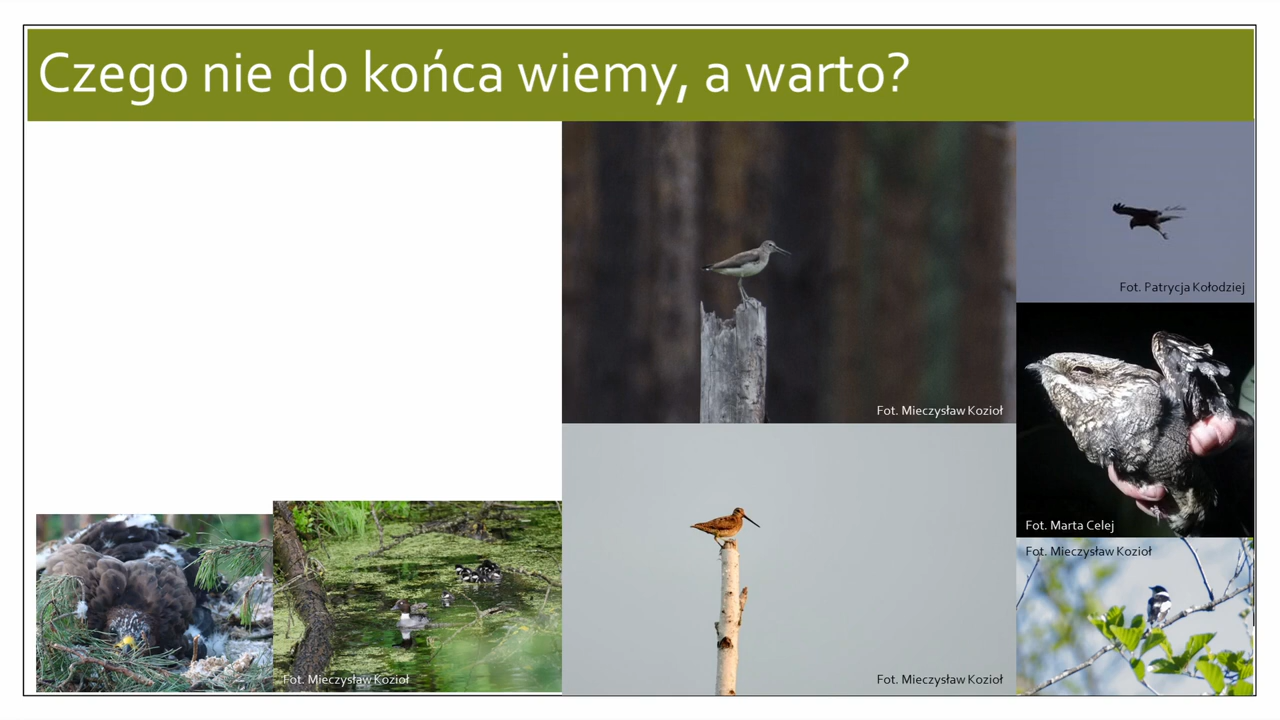 Czego nie do końca wiemy, a warto?
Fot. Patrycja Kołodziej
Fot. Mieczysław Kozioł
Fot. Marta Celej
Fot. Mieczysław Kozioł
Fot. Mieczysław Kozioł
Fot. Mieczysław Kozioł